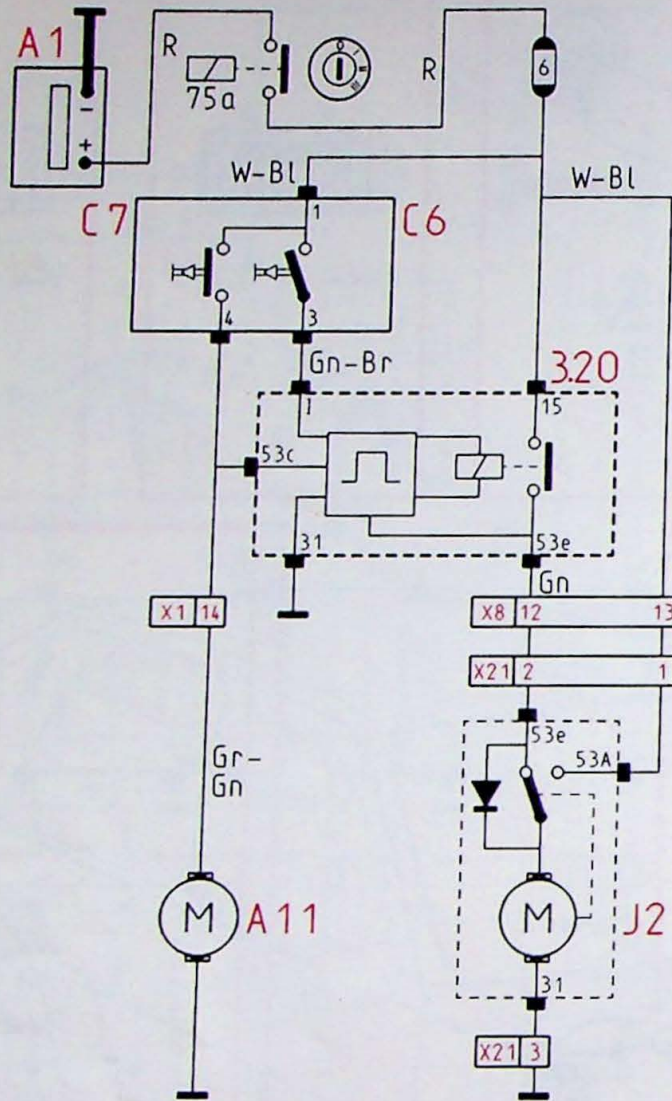 A1
R
75a
R
6
-
+
W-Bl
W-Bl
C7
1
C6
4
3
Gn-Br
3.20
1
15
53c
31
53e
Gn
X1 14
X8 12 13
X21 2 1
53e
53A
Gr-
Gn
M
A11
M
J2
31
X21 3